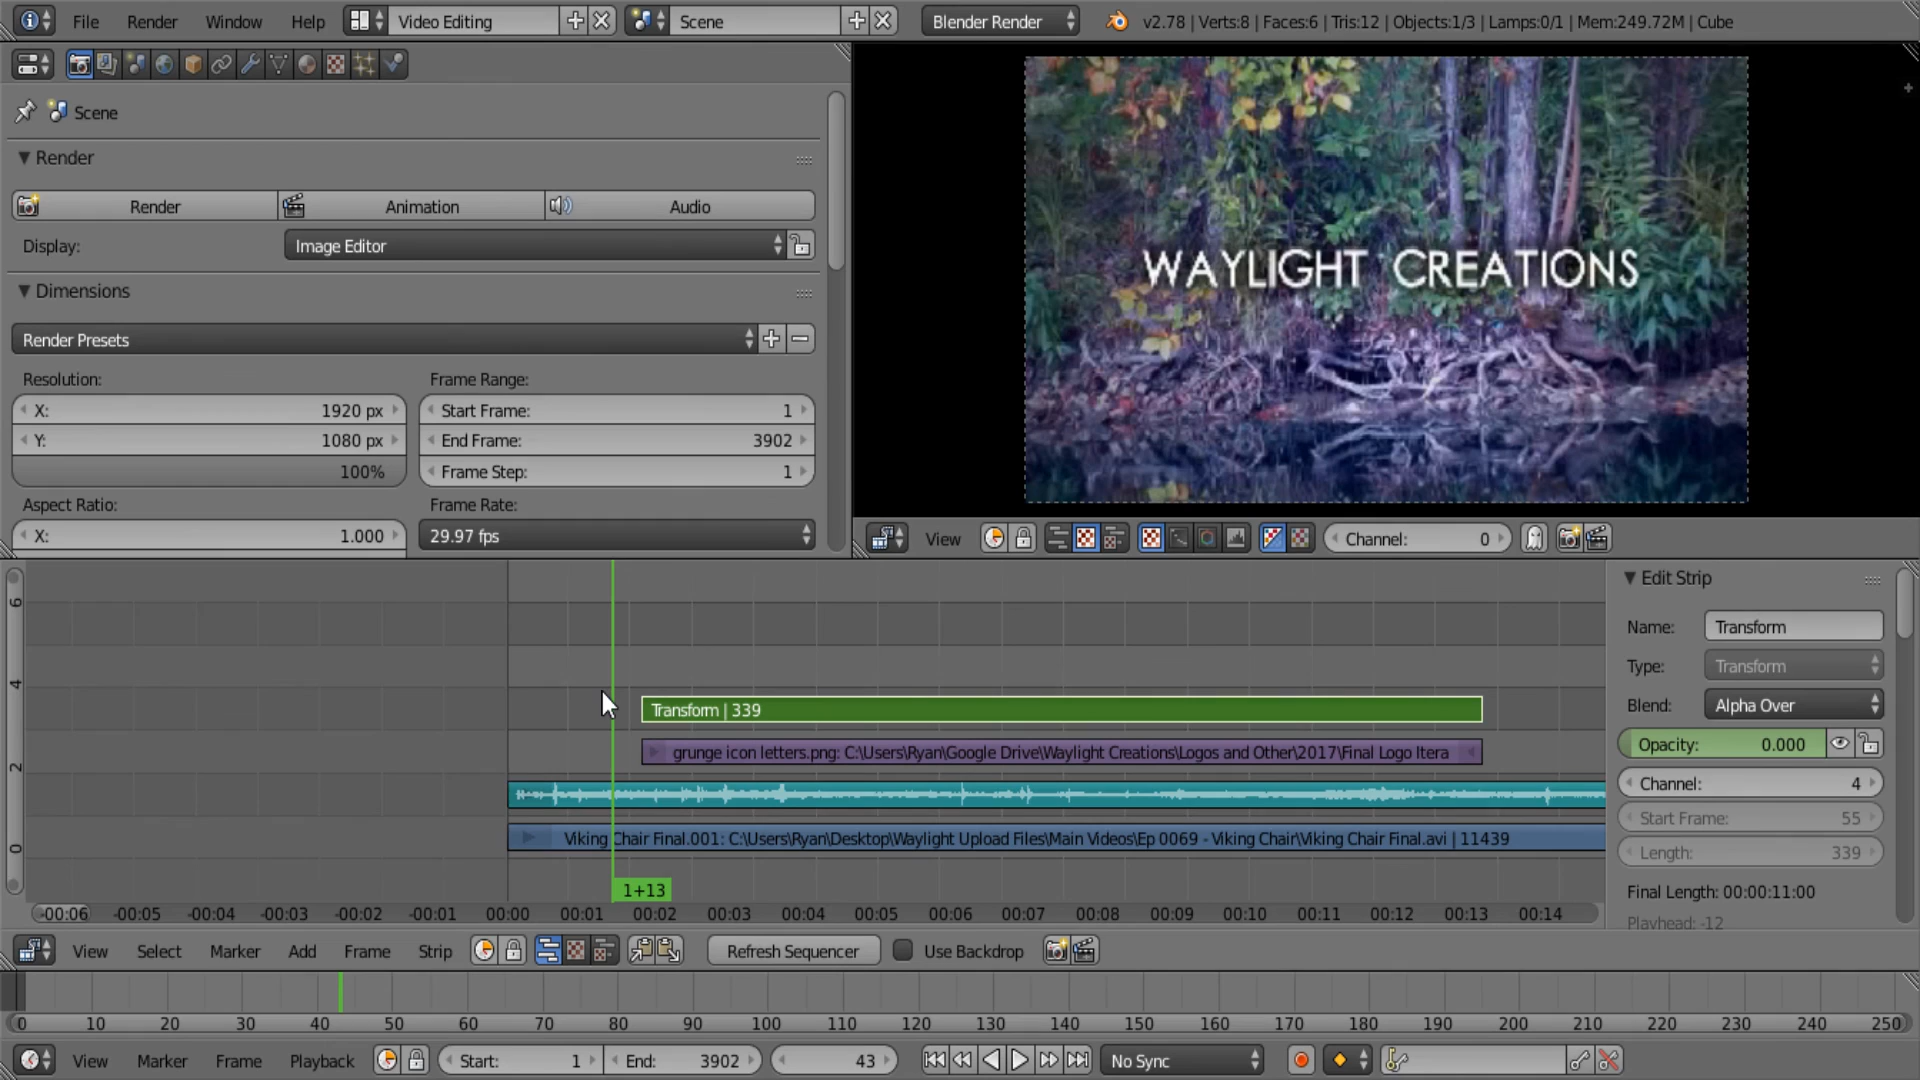 File Render Window Help Video Editing Scene Blender Render v2.78 | Verts:8 | Faces:6 | Tris:12 | Objects:1/3 | Lamps:0/1 | Mem:249.72M | Cube
Scene
Render
Render Animation Audio
Display: Image Editor
Dimensions
Render Presets
Resolution: Frame Range:
X: 1920 px Start Frame: 1
Y: 1080 px End Frame: 3902
100% Frame Step: 1
Aspect Ratio: Frame Rate:
X: 1.000 29.97 fps
WAYLIGHT CREATIONS
View Channel: 0
6
4
2
0
Transform | 339
grunge icon letters.png: C:\Users\Ryan\Google Drive\Waylight Creations\Logos and Other\2017\Final Logo Itera
Viking Chair Final.001: C:\Users\Ryan\Desktop\Waylight Upload Files\Main Videos\Ep 0069 - Viking Chair\Viking Chair Final.avi | 11439
1+13
-00:06 -00:05 -00:04 -00:03 -00:02 -00:01 00:00 00:01 00:02 00:03 00:04 00:05 00:06 00:07 00:08 00:09 00:10 00:11 00:12 00:13 00:14
Edit Strip
Name: Transform
Type: Transform
Blend: Alpha Over
Opacity: 0.000
Channel: 4
Start Frame: 55
Length: 339
Final Length: 00:00:11:00
Playhead: -12
View Select Marker Add Frame Strip Refresh Sequencer Use Backdrop
0 10 20 30 40 50 60 70 80 90 100 110 120 130 140 150 160 170 180 190 200 210 220 230 240 250
View Marker Frame Playback Start: 1 End: 3902 43 No Sync